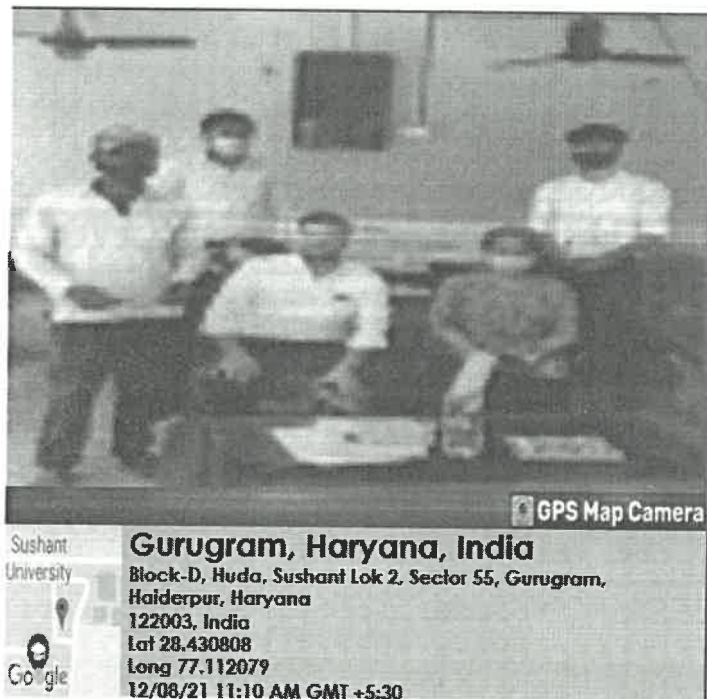 GPS Map Camera
Sushant
University
Google
Gurugram, Haryana, India
Block-D, Huda, Sushant Lok 2, Sector 55, Gurugram,
Haiderpur, Haryana
122003, India
Lat 28.430808
Long 77.112079
12/08/21 11:10 AM GMT +5:30